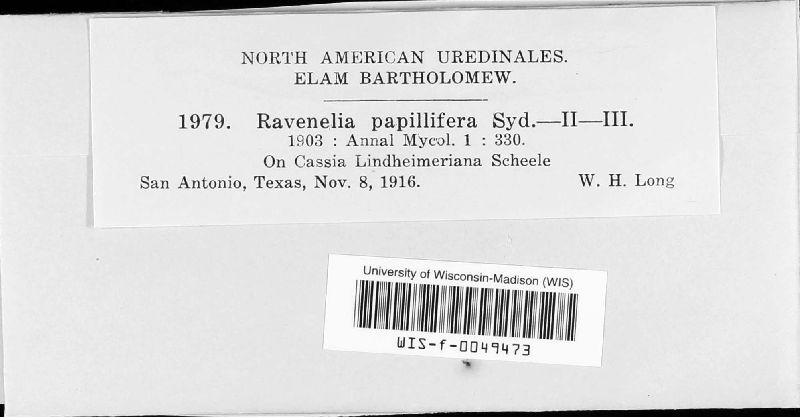 NORTH AMERICAN UREDINALES.
ELAM BARTHOLOMEW.
1979. Ravenelia papillifera Syd.—II—III.
1903 : Annal Mycol. 1 : 330.
On Cassia Lindheimeriana Scheele
San Antonio, Texas, Nov. 8, 1916. W. H. Long
University of Wisconsin-Madison (WIS)
WIS-f-0049473